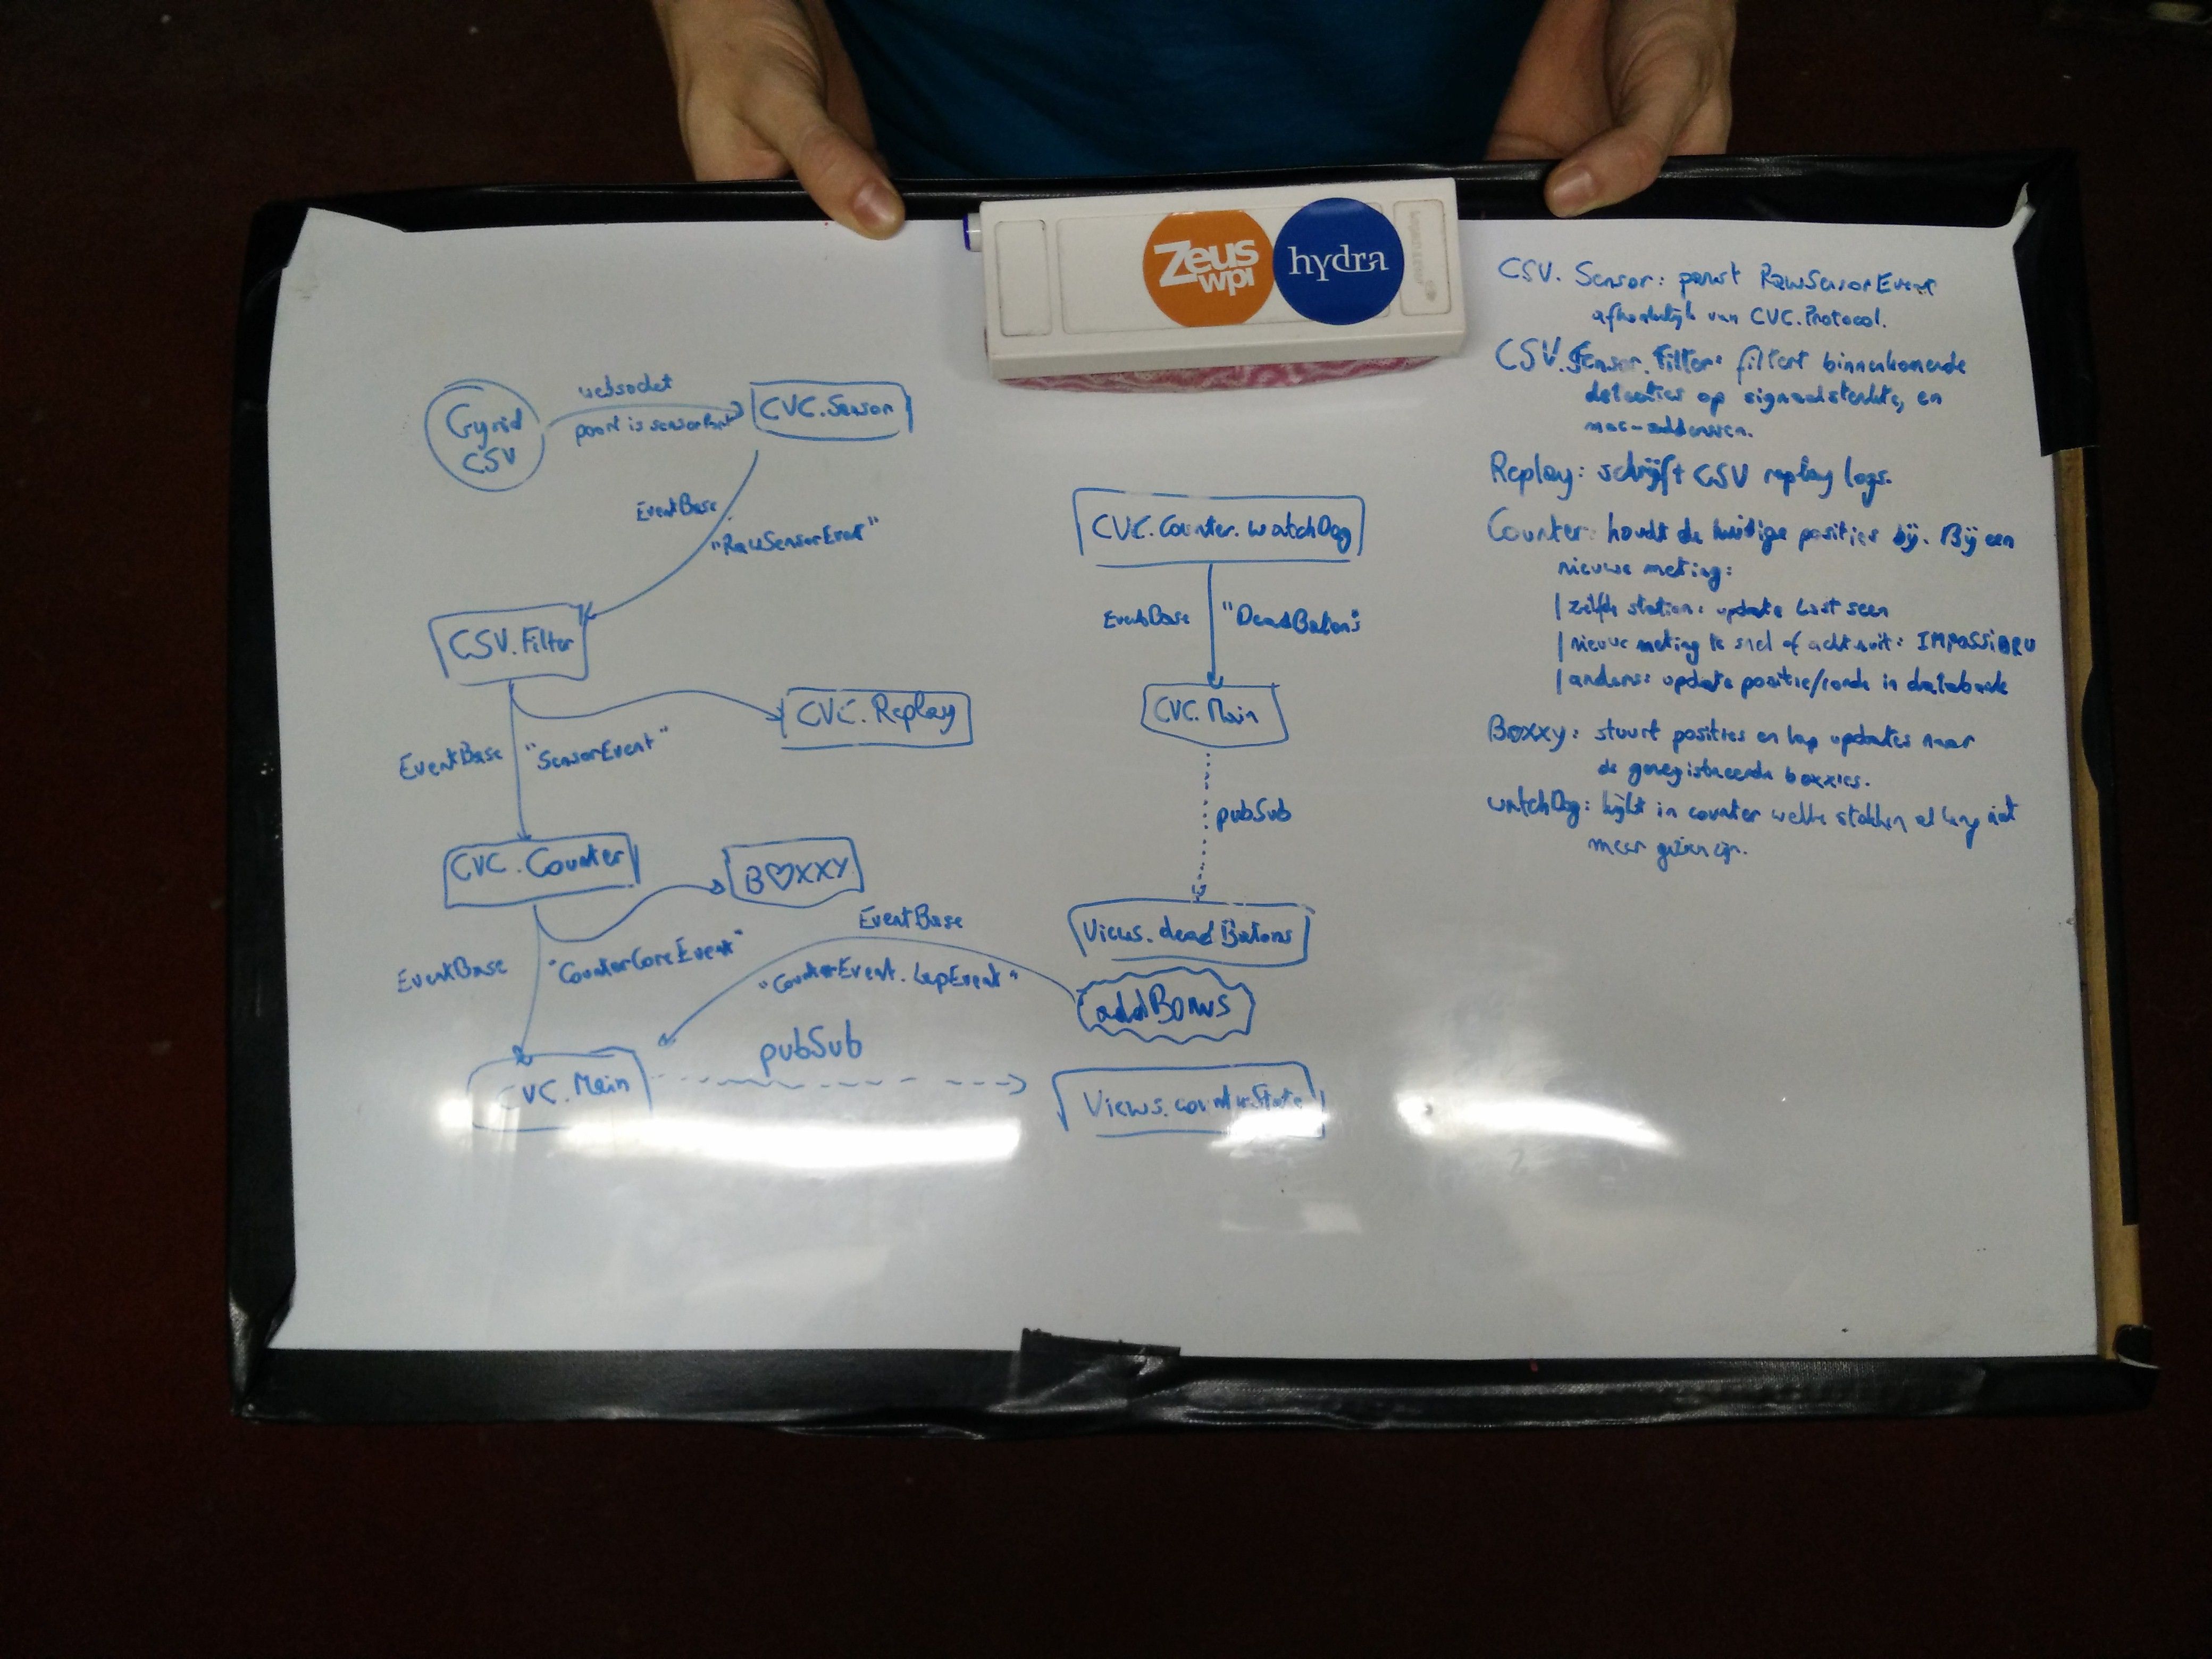 Zeus
wpi
hydra
Gyrid
CSV
websocket
poort is sensorPort
CVC.Sensor
EventBase
"RawSensorEvent"
CSV.Filter
CVC.Replay
EventBase
"SensorEvent"
CVC.Counter
B♡XXY
EventBase
"CounterCoreEvent"
EventBase
"CounterEvent.LapEvent"
addBonus
CVC.Main
pubSub
Views.counterState
CVC.Counter.watchDog
EventBase
"DeadBatons
CVC.Main
pubSub
Views.deadBatons
CSV. Sensor: parst RawSensorEvent
afhankelijk van CVC.Protocol.
CSV.Sensor.Filter: filtert binnenkomende
detecties op signaalsterkte, en
mac-addressen.
Replay: schrijft CSV replay logs.
Counter: houdt de huidige posities bij. Bij een
nieuwe meting:
| zelfde station: update last seen
| nieuwe meting te snel of achteruit: IMPOSSIBRU
| anders: update positie/ronde in databank
BOXXY: stuurt posities en lap updates naar
de geregistreerde boxxies.
watchDog: kijkt in counter welke stokken al lang niet
meer gezien zijn.